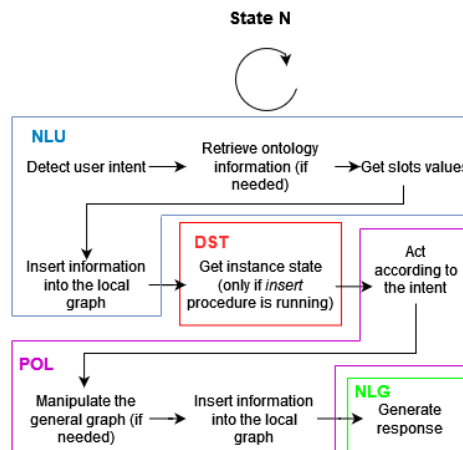 State N
NLU
Detect user intent
Retrieve ontology
information (if
needed)
Get slots values
Insert information
into the local
graph
DST
Get instance state
(only if insert
procedure is running)
Act
according to
the intent
POL
Manipulate the
general graph (if
needed)
Insert information
into the local
graph
NLG
Generate
response